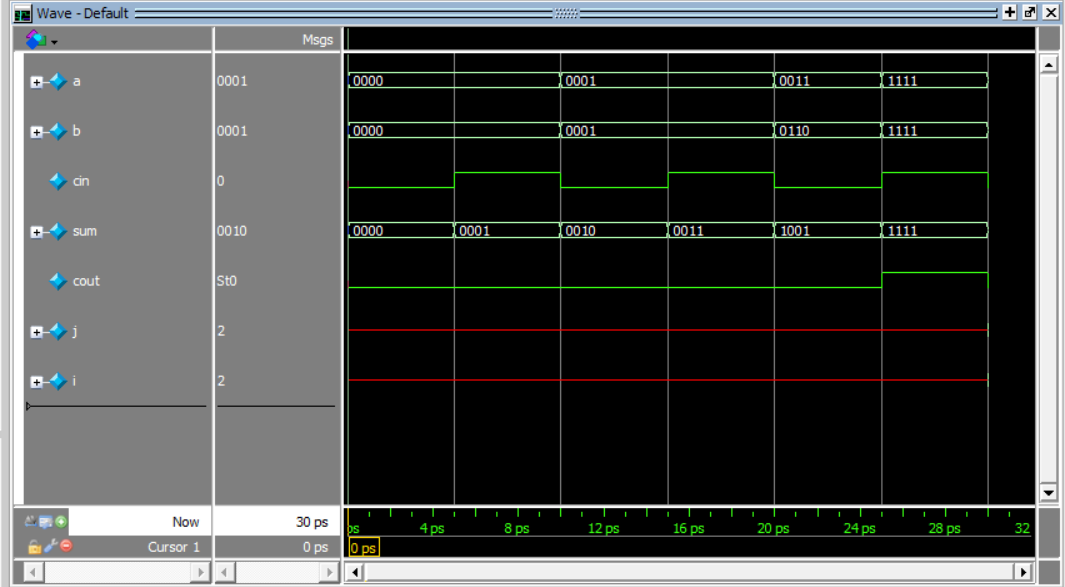 Wave - Default
Msgs
a 0001 0000 0001 0011 1111
b 0001 0000 0001 0110 1111
cin 0
sum 0010 0000 0001 0010 0011 1001 1111
cout St0
j 2
i 2
Now 30 ps ps 4 ps 8 ps 12 ps 16 ps 20 ps 24 ps 28 ps 32
Cursor 1 0 ps 0 ps